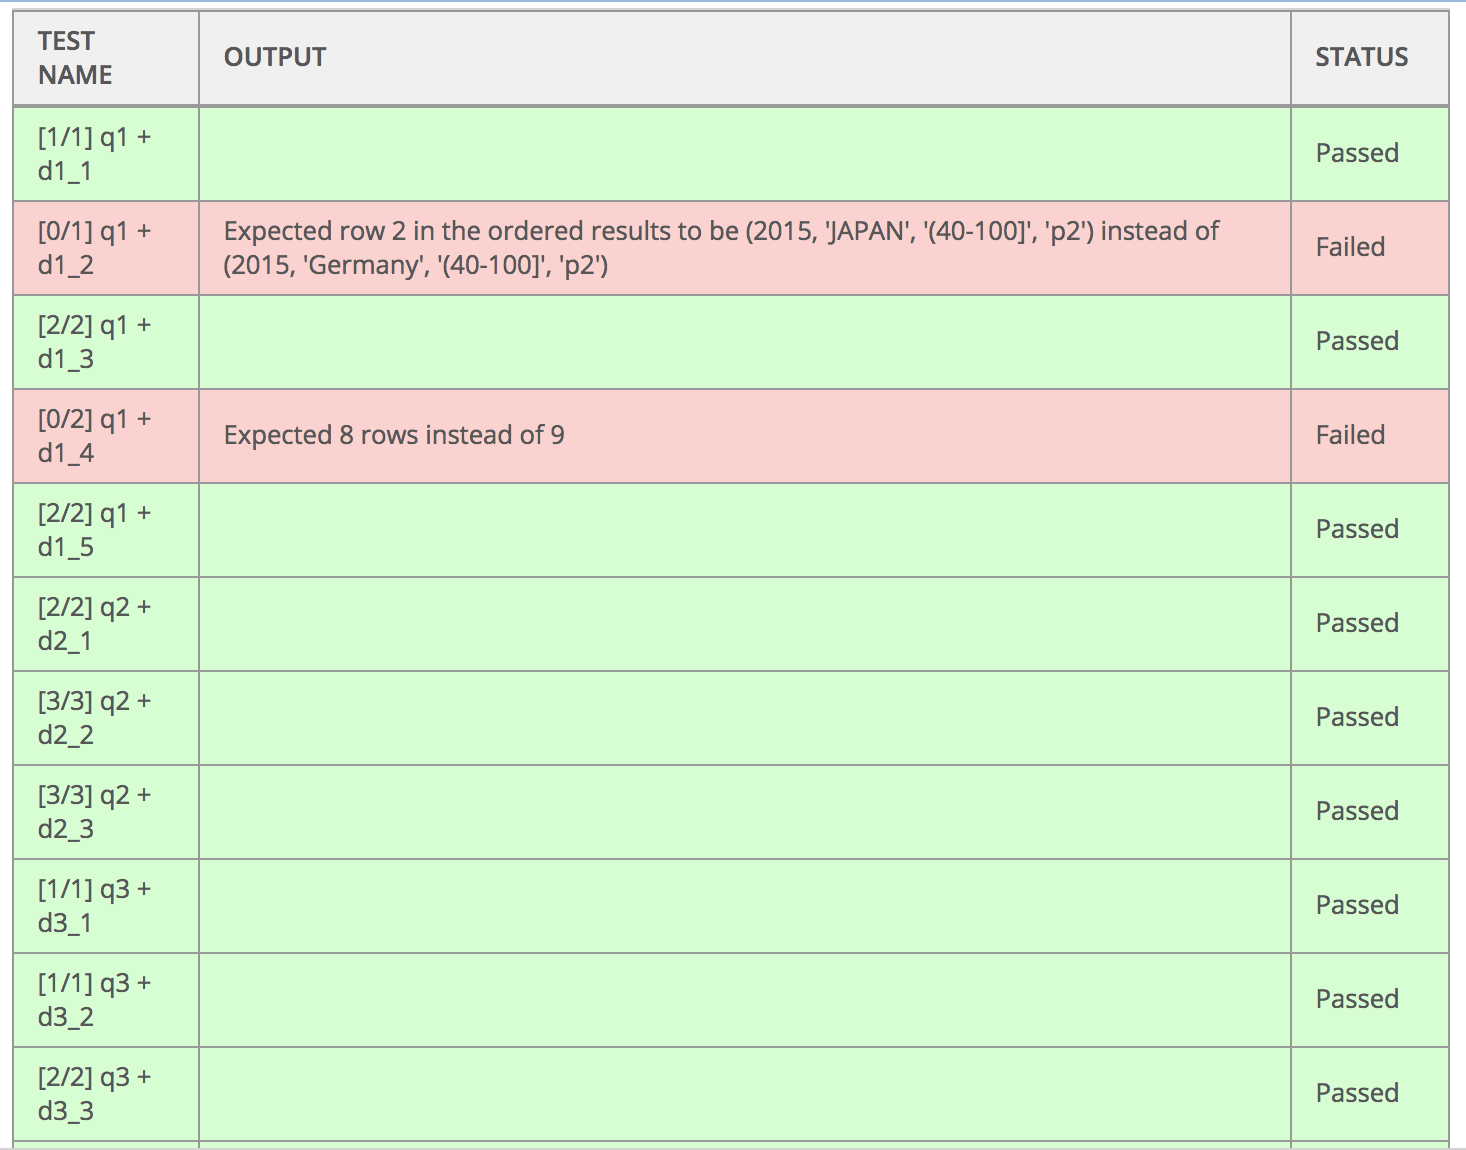 TEST
NAME
OUTPUT
STATUS
[1/1] q1 +
d1_1
Passed
[0/1] q1 +
d1_2
Expected row 2 in the ordered results to be (2015, 'JAPAN', '(40-100]', 'p2') instead of
(2015, 'Germany', '(40-100]', 'p2')
Failed
[2/2] q1 +
d1_3
Passed
[0/2] q1 +
d1_4
Expected 8 rows instead of 9
Failed
[2/2] q1 +
d1_5
Passed
[2/2] q2 +
d2_1
Passed
[3/3] q2 +
d2_2
Passed
[3/3] q2 +
d2_3
Passed
[1/1] q3 +
d3_1
Passed
[1/1] q3 +
d3_2
Passed
[2/2] q3 +
d3_3
Passed